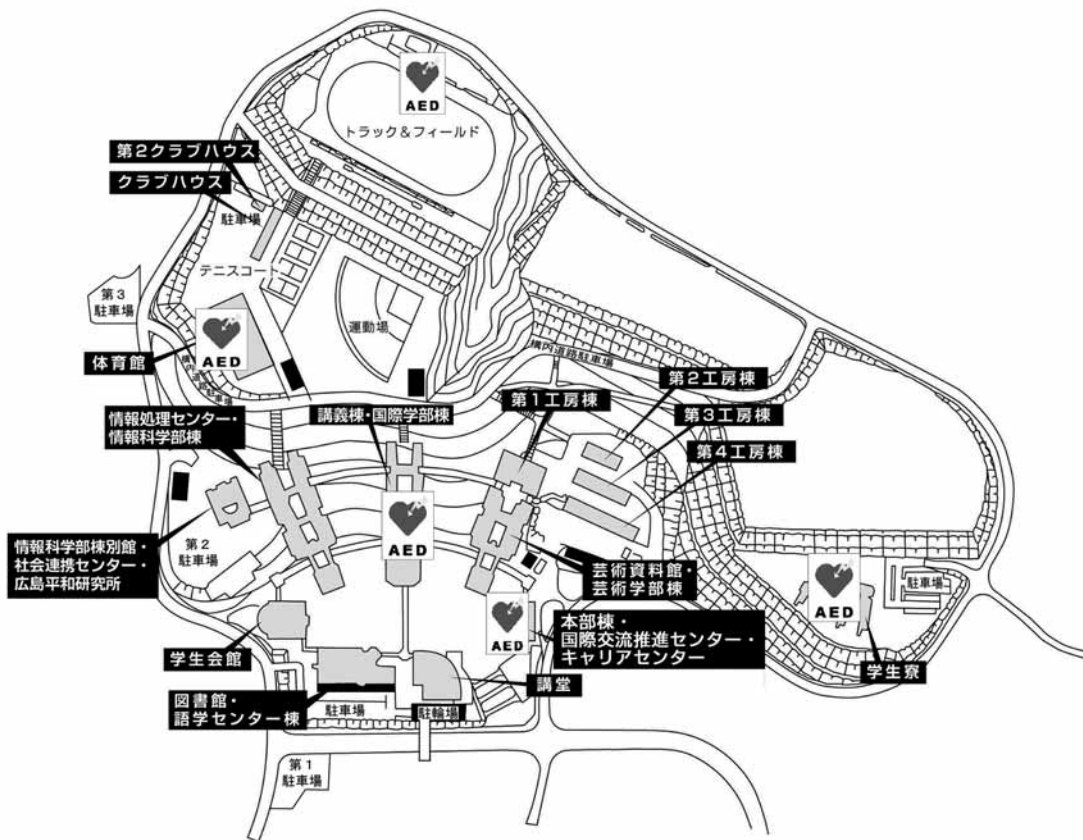 AED
トラック&フィールド
第2クラブハウス
クラブハウス
駐車場
テニスコート
第3
駐車場
運動場
AED
体育館
構内道路駐車場
構内道路駐車場
第2工房棟
第1工房棟
第3工房棟
情報処理センター・
情報科学部棟
講義棟・国際学部棟
第4工房棟
AED
情報科学部棟別館・
社会連携センター・
広島平和研究所
第2
駐車場
芸術資料館・
芸術学部棟
AED
駐車場
AED
本部棟・
国際交流推進センター・
キャリアセンター
学生会館
学生寮
講堂
図書館・
語学センター棟
駐車場
駐輪場
第1
駐車場